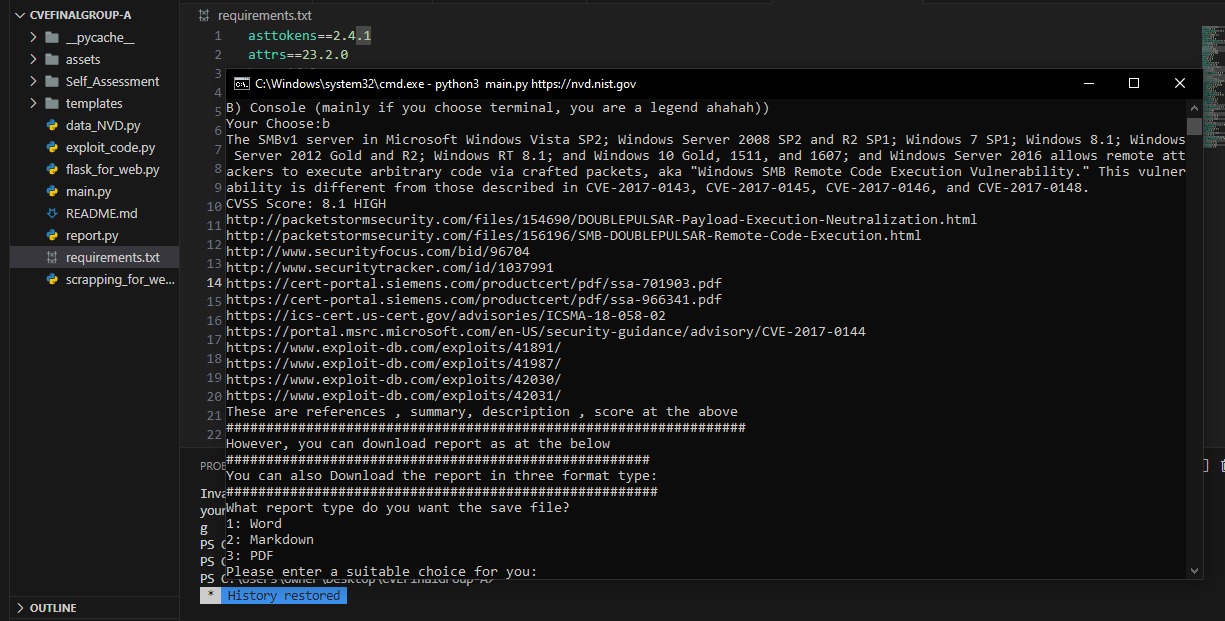 CVEFINALGROUP-A
__pycache__
assets
Self_Assessment
templates
data_NVD.py
exploit_code.py
flask_for_web.py
main.py
README.md
report.py
requirements.txt
scrapping_for_we...
OUTLINE
requirements.txt
1 asttokens==2.4.1
2 attrs==23.2.0
3
4
5
6
7
8
9
10
11
12
13
14
15
16
17
18
19
20
21
22
C:\Windows\system32\cmd.exe - python3 main.py https://nvd.nist.gov
B) Console (mainly if you choose terminal, you are a legend ahahah))
Your Choose:b
The SMBv1 server in Microsoft Windows Vista SP2; Windows Server 2008 SP2 and R2 SP1; Windows 7 SP1; Windows 8.1; Windows
Server 2012 Gold and R2; Windows RT 8.1; and Windows 10 Gold, 1511, and 1607; and Windows Server 2016 allows remote att
ackers to execute arbitrary code via crafted packets, aka "Windows SMB Remote Code Execution Vulnerability." This vulner
ability is different from those described in CVE-2017-0143, CVE-2017-0145, CVE-2017-0146, and CVE-2017-0148.
CVSS Score: 8.1 HIGH
http://packetstormsecurity.com/files/154690/DOUBLEPULSAR-Payload-Execution-Neutralization.html
http://packetstormsecurity.com/files/156196/SMB-DOUBLEPULSAR-Remote-Code-Execution.html
http://www.securityfocus.com/bid/96704
http://www.securitytracker.com/id/1037991
https://cert-portal.siemens.com/productcert/pdf/ssa-701903.pdf
https://cert-portal.siemens.com/productcert/pdf/ssa-966341.pdf
https://ics-cert.us-cert.gov/advisories/ICSMA-18-058-02
https://portal.msrc.microsoft.com/en-US/security-guidance/advisory/CVE-2017-0144
https://www.exploit-db.com/exploits/41891/
https://www.exploit-db.com/exploits/41987/
https://www.exploit-db.com/exploits/42030/
https://www.exploit-db.com/exploits/42031/
These are references , summary, description , score at the above
#################################################################
However, you can download report as at the below
#####################################################
You can also Download the report in three format type:
######################################################
What report type do you want the save file?
1: Word
2: Markdown
3: PDF
Please enter a suitable choice for you:
PROB
Inva
your
g
PS C
PS C
PS C:\Users\Owner\Desktop\CVEFinalGroup-A>
* History restored